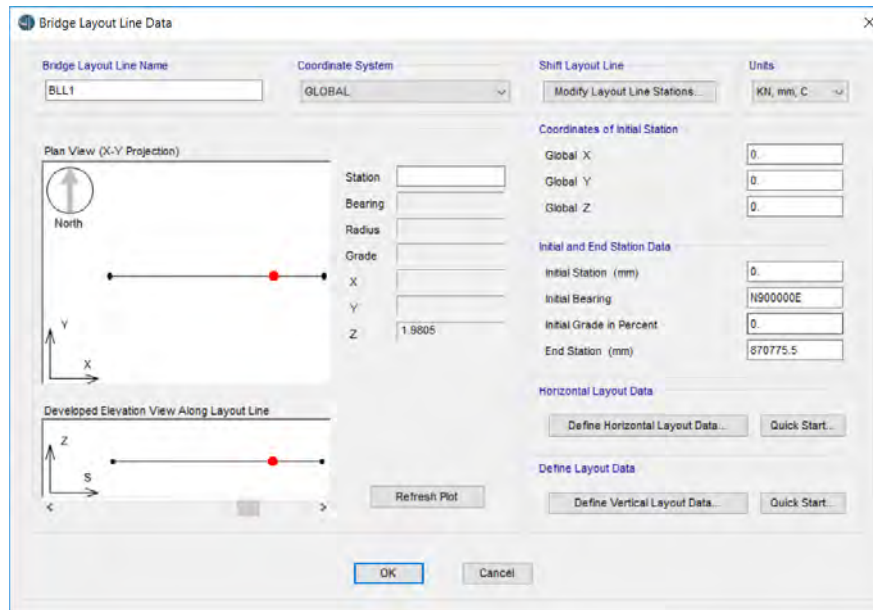 Bridge Layout Line Data
Bridge Layout Line Name
BLL1
Coordinate System
GLOBAL
Shift Layout Line
Modify Layout Line Stations...
Units
KN, mm, C
Plan View (X-Y Projection)
North
Y
X
Station
Bearing
Radius
Grade
X
Y
Z 1.9805
Coordinates of Initial Station
Global X 0.
Global Y 0.
Global Z 0.
Initial and End Station Data
Initial Station (mm) 0.
Initial Bearing N900000E
Initial Grade in Percent 0.
End Station (mm) 870775.5
Developed Elevation View Along Layout Line
Z
S
Refresh Plot
Horizontal Layout Data
Define Horizontal Layout Data... Quick Start...
Define Layout Data
Define Vertical Layout Data... Quick Start...
OK Cancel